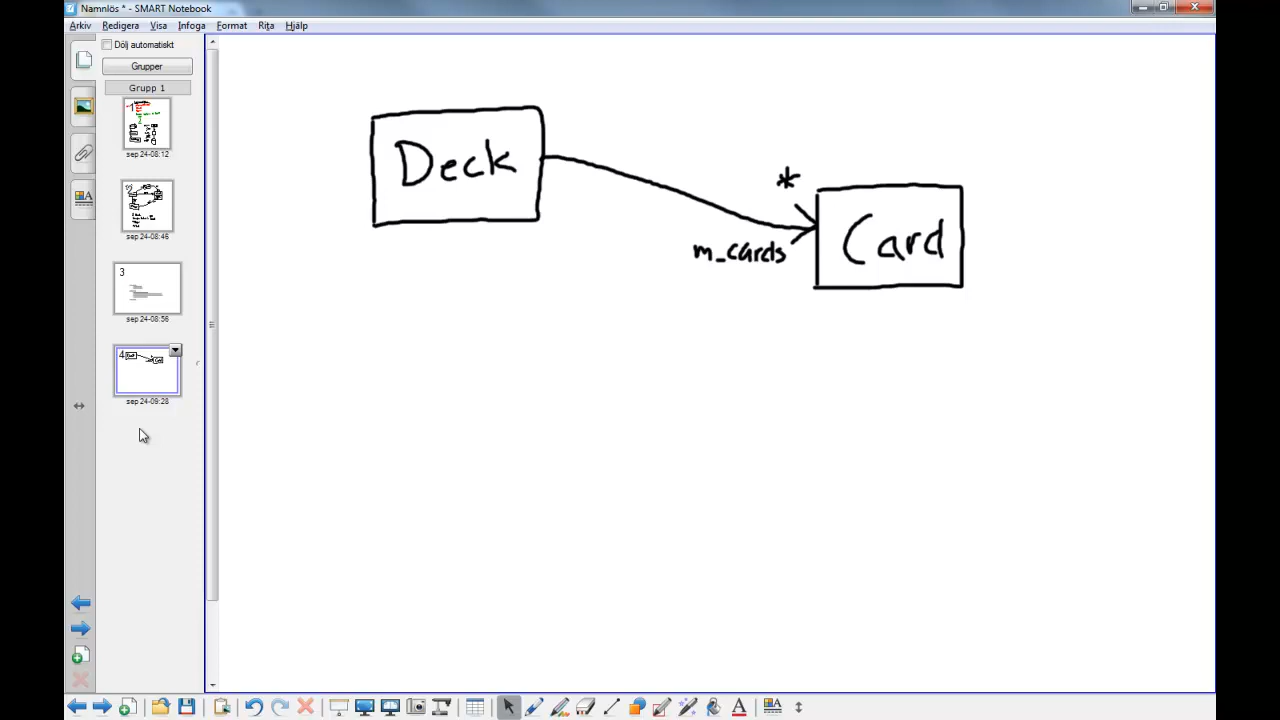 Namnlös * - SMART Notebook
Arkiv Redigera Visa Infoga Format Rita Hjälp
Dölj automatiskt
Grupper
Grupp 1
sep 24-08:12
sep 24-08:46
3
sep 24-08:56
4
sep 24-09:28
Deck
*
Card
m_cards